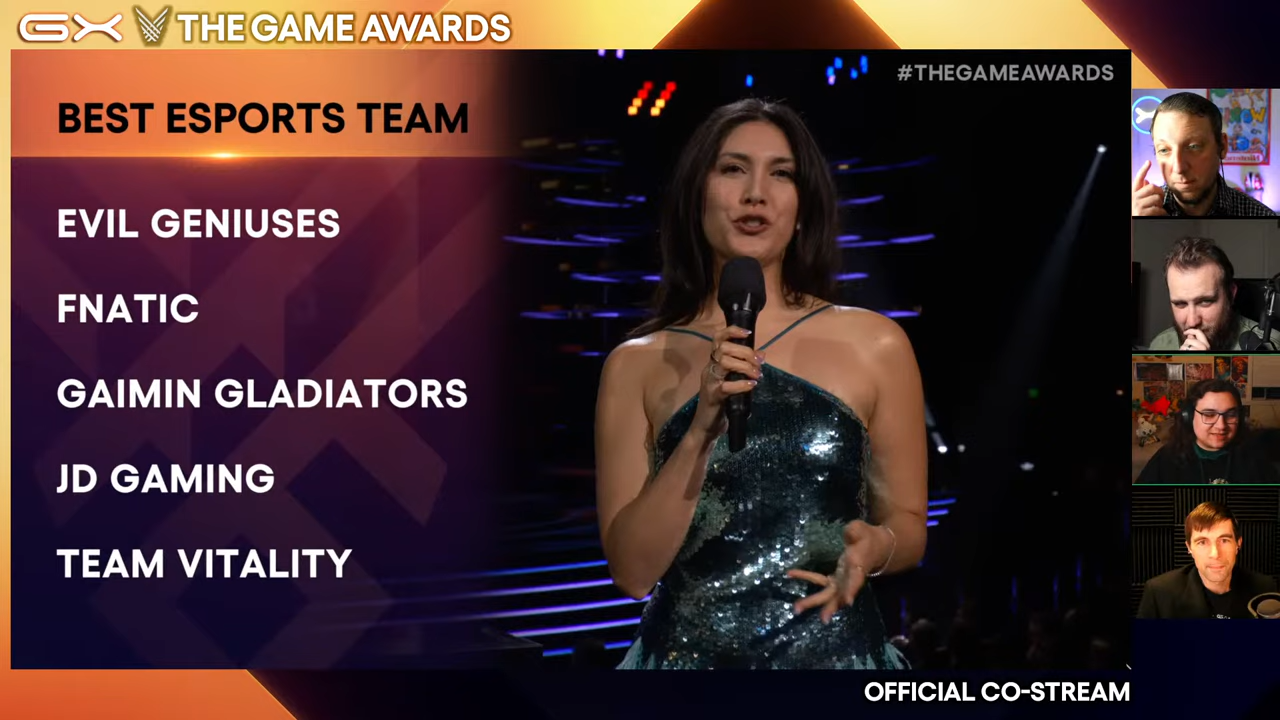 GX THE GAME AWARDS
#THEGAMEAWARDS
BEST ESPORTS TEAM
EVIL GENIUSES
FNATIC
GAIMIN GLADIATORS
JD GAMING
TEAM VITALITY
OFFICIAL CO-STREAM